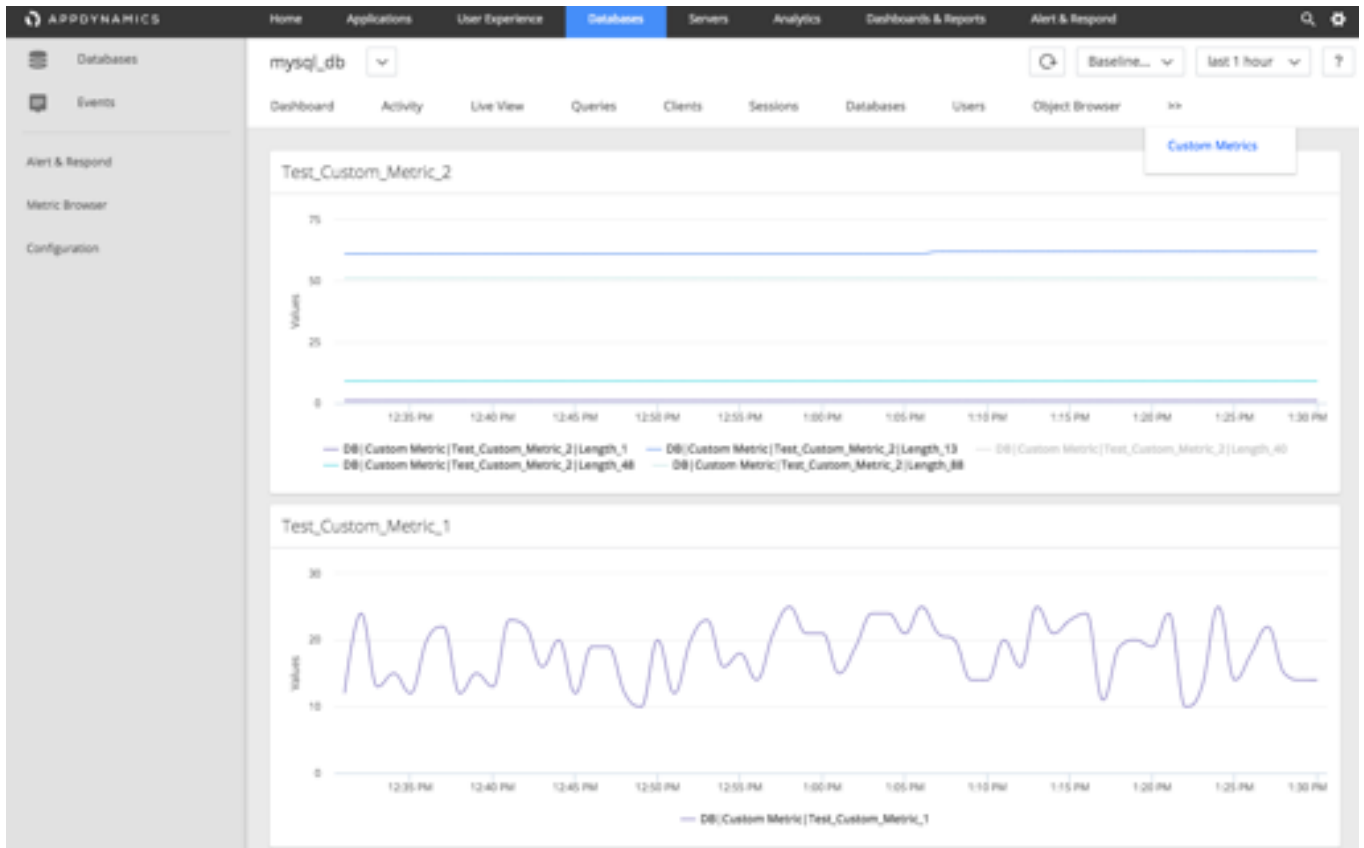 APPDYNAMICS Home Applications User Experience Databases Servers Analytics Dashboards & Reports Alert & Respond
Databases
Events
Alert & Respond
Metric Browser
Configuration
mysql_db Baseline... last 1 hour ?
Dashboard Activity Live View Queries Clients Sessions Databases Users Object Browser >>
Custom Metrics
Test_Custom_Metric_2
75
50
25
0
Values
12:35 PM 12:40 PM 12:45 PM 12:50 PM 12:55 PM 1:00 PM 1:05 PM 1:10 PM 1:15 PM 1:20 PM 1:25 PM 1:30 PM
DB|Custom Metric|Test_Custom_Metric_2|Length_1 DB|Custom Metric|Test_Custom_Metric_2|Length_13 DB|Custom Metric|Test_Custom_Metric_2|Length_40
DB|Custom Metric|Test_Custom_Metric_2|Length_48 DB|Custom Metric|Test_Custom_Metric_2|Length_88
Test_Custom_Metric_1
30
20
10
0
Values
12:35 PM 12:40 PM 12:45 PM 12:50 PM 12:55 PM 1:00 PM 1:05 PM 1:10 PM 1:15 PM 1:20 PM 1:25 PM 1:30 PM
DB|Custom Metric|Test_Custom_Metric_1